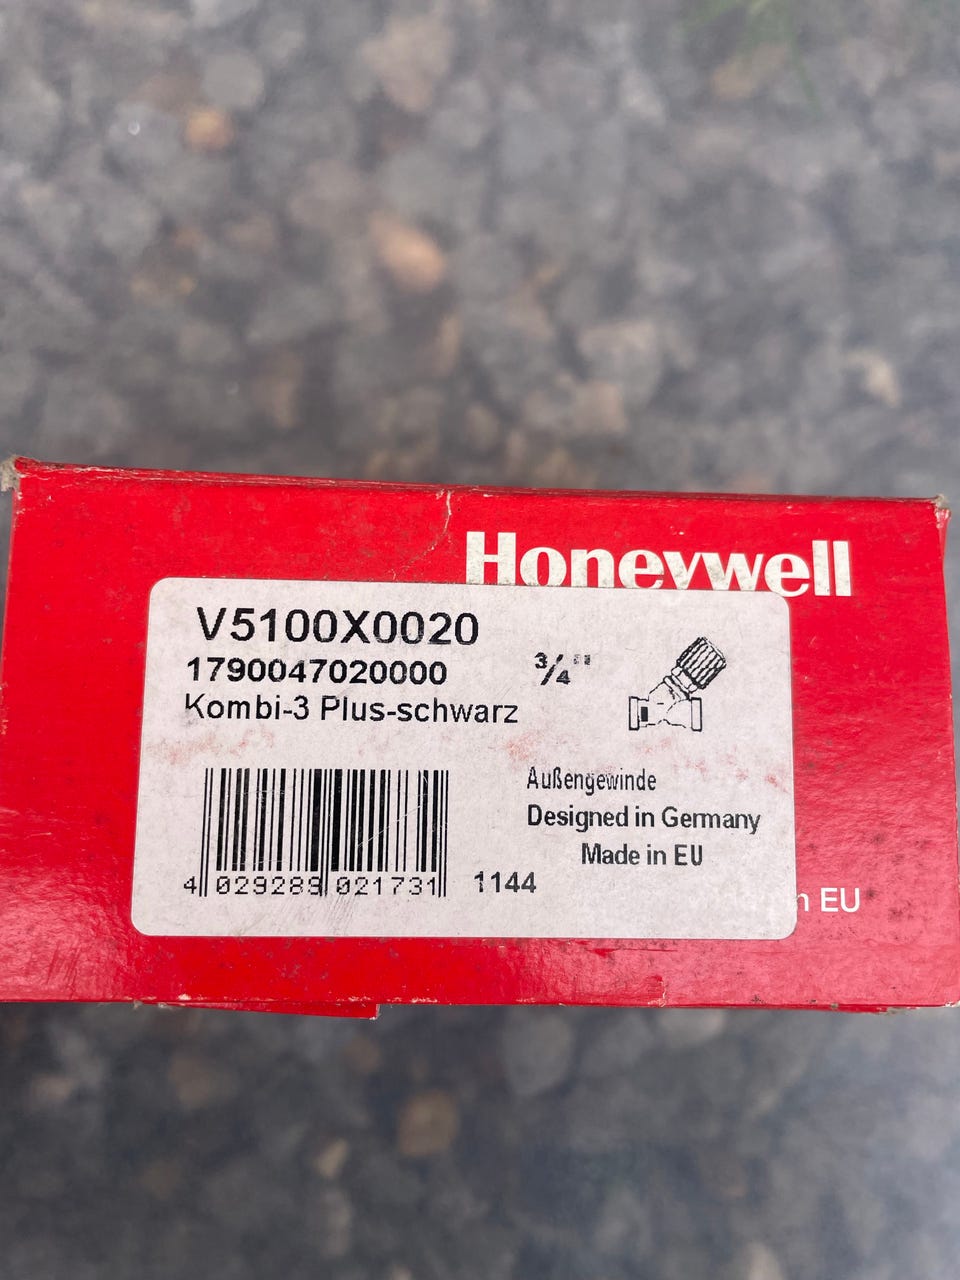 Honeywell
V5100X0020
1790047020000
3/4"
Kombi-3 Plus-schwarz
Außengewinde
Designed in Germany
Made in EU
4 029289 021731
1144
EU